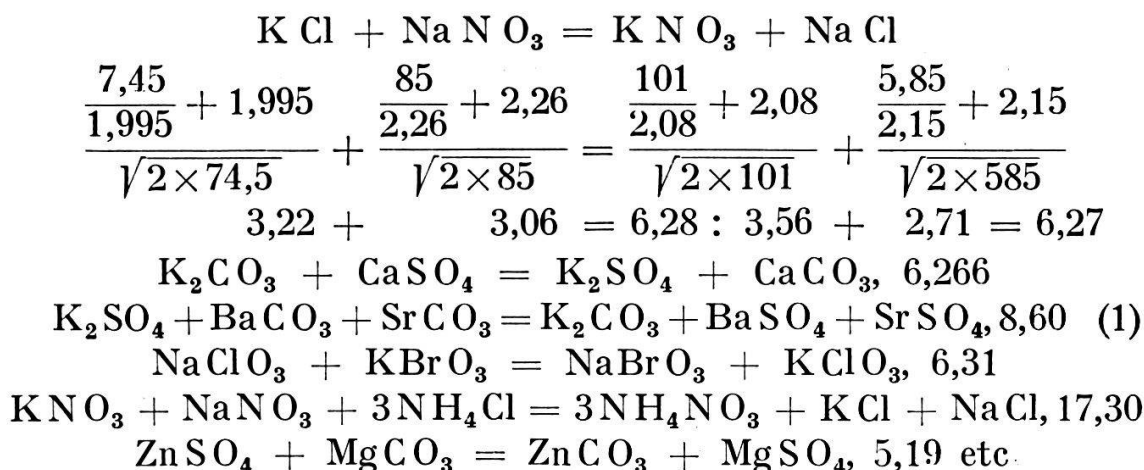 K Cl + Na N O₃ = K N O₃ + Na Cl
7,45/1,995 + 1,995 85/2,26 + 2,26 101/2,08 + 2,08 5,85/2,15 + 2,15
√2×74,5 + √2×85 = √2×101 + √2×585
3,22 + 3,06 = 6,28 : 3,56 + 2,71 = 6,27
K₂CO₃ + CaSO₄ = K₂SO₄ + CaCO₃, 6,266
K₂SO₄+BaCO₃+SrCO₃=K₂CO₃+BaSO₄+SrSO₄, 8,60 (1)
NaClO₃ + KBrO₃ = NaBrO₃ + KClO₃, 6,31
KNO₃ + NaNO₃ + 3NH₄Cl = 3NH₄NO₃ + KCl + NaCl, 17,30
ZnSO₄ + MgCO₃ = ZnCO₃ + MgSO₄, 5,19 etc.